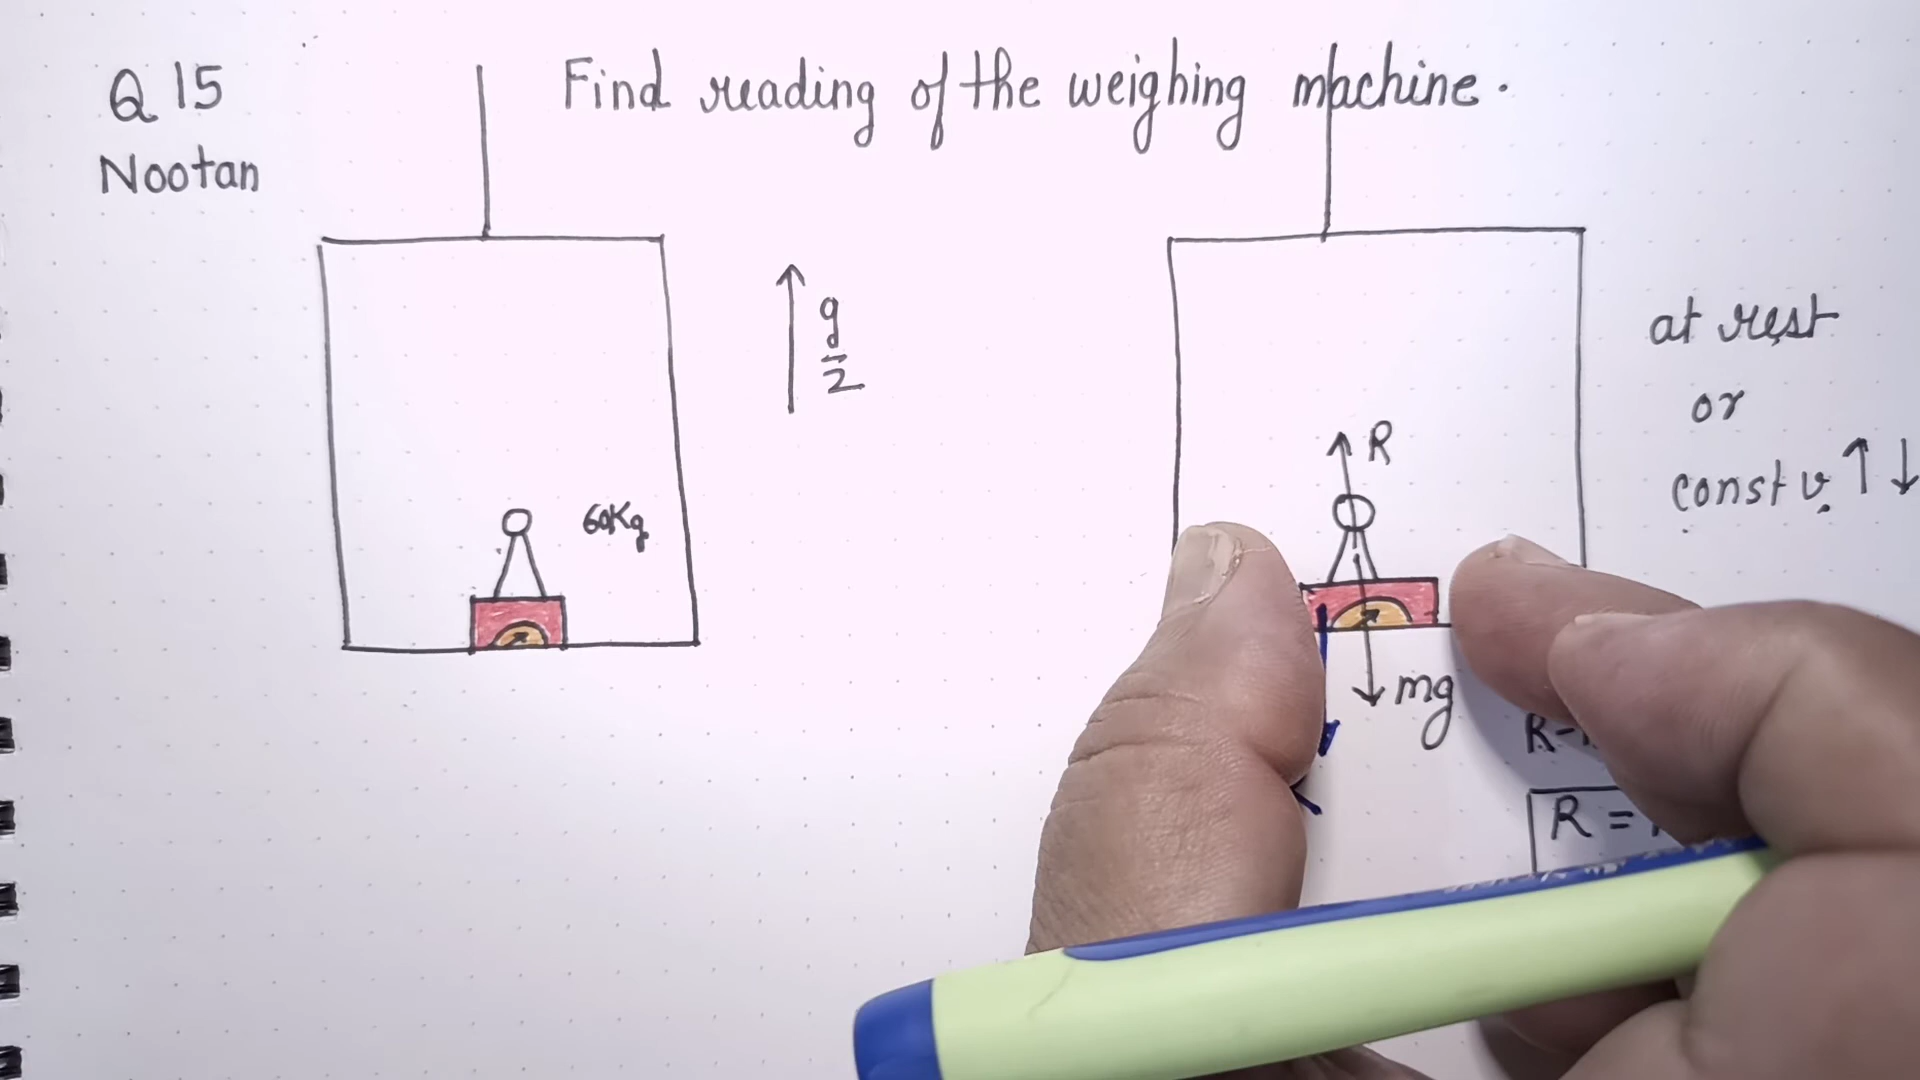 Q 15
Nootan
Find reading of the weighing machine.
g/2
60Kg
at rest
or
const v. ↑ ↓
R
mg
R-
R =